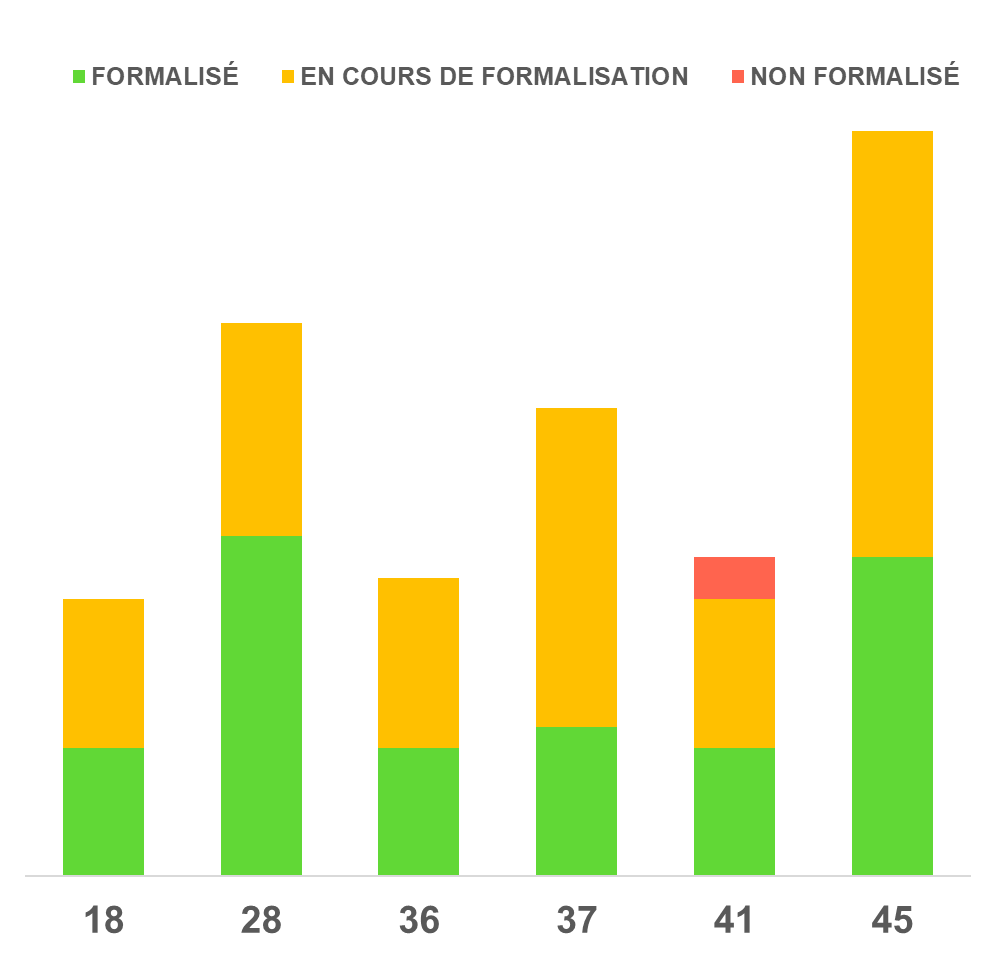 FORMALISÉ EN COURS DE FORMALISATION NON FORMALISÉ
18 28 36 37 41 45